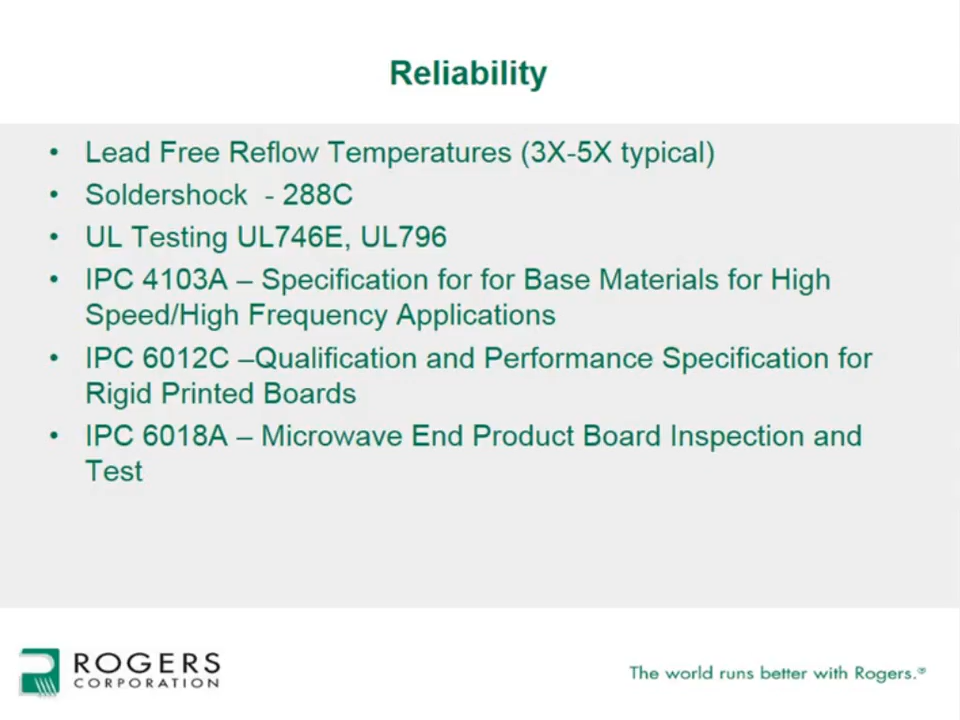 Reliability
• Lead Free Reflow Temperatures (3X-5X typical)
• Soldershock - 288C
• UL Testing UL746E, UL796
• IPC 4103A – Specification for for Base Materials for High
Speed/High Frequency Applications
• IPC 6012C –Qualification and Performance Specification for
Rigid Printed Boards
• IPC 6018A – Microwave End Product Board Inspection and
Test
ROGERS
CORPORATION
The world runs better with Rogers.®